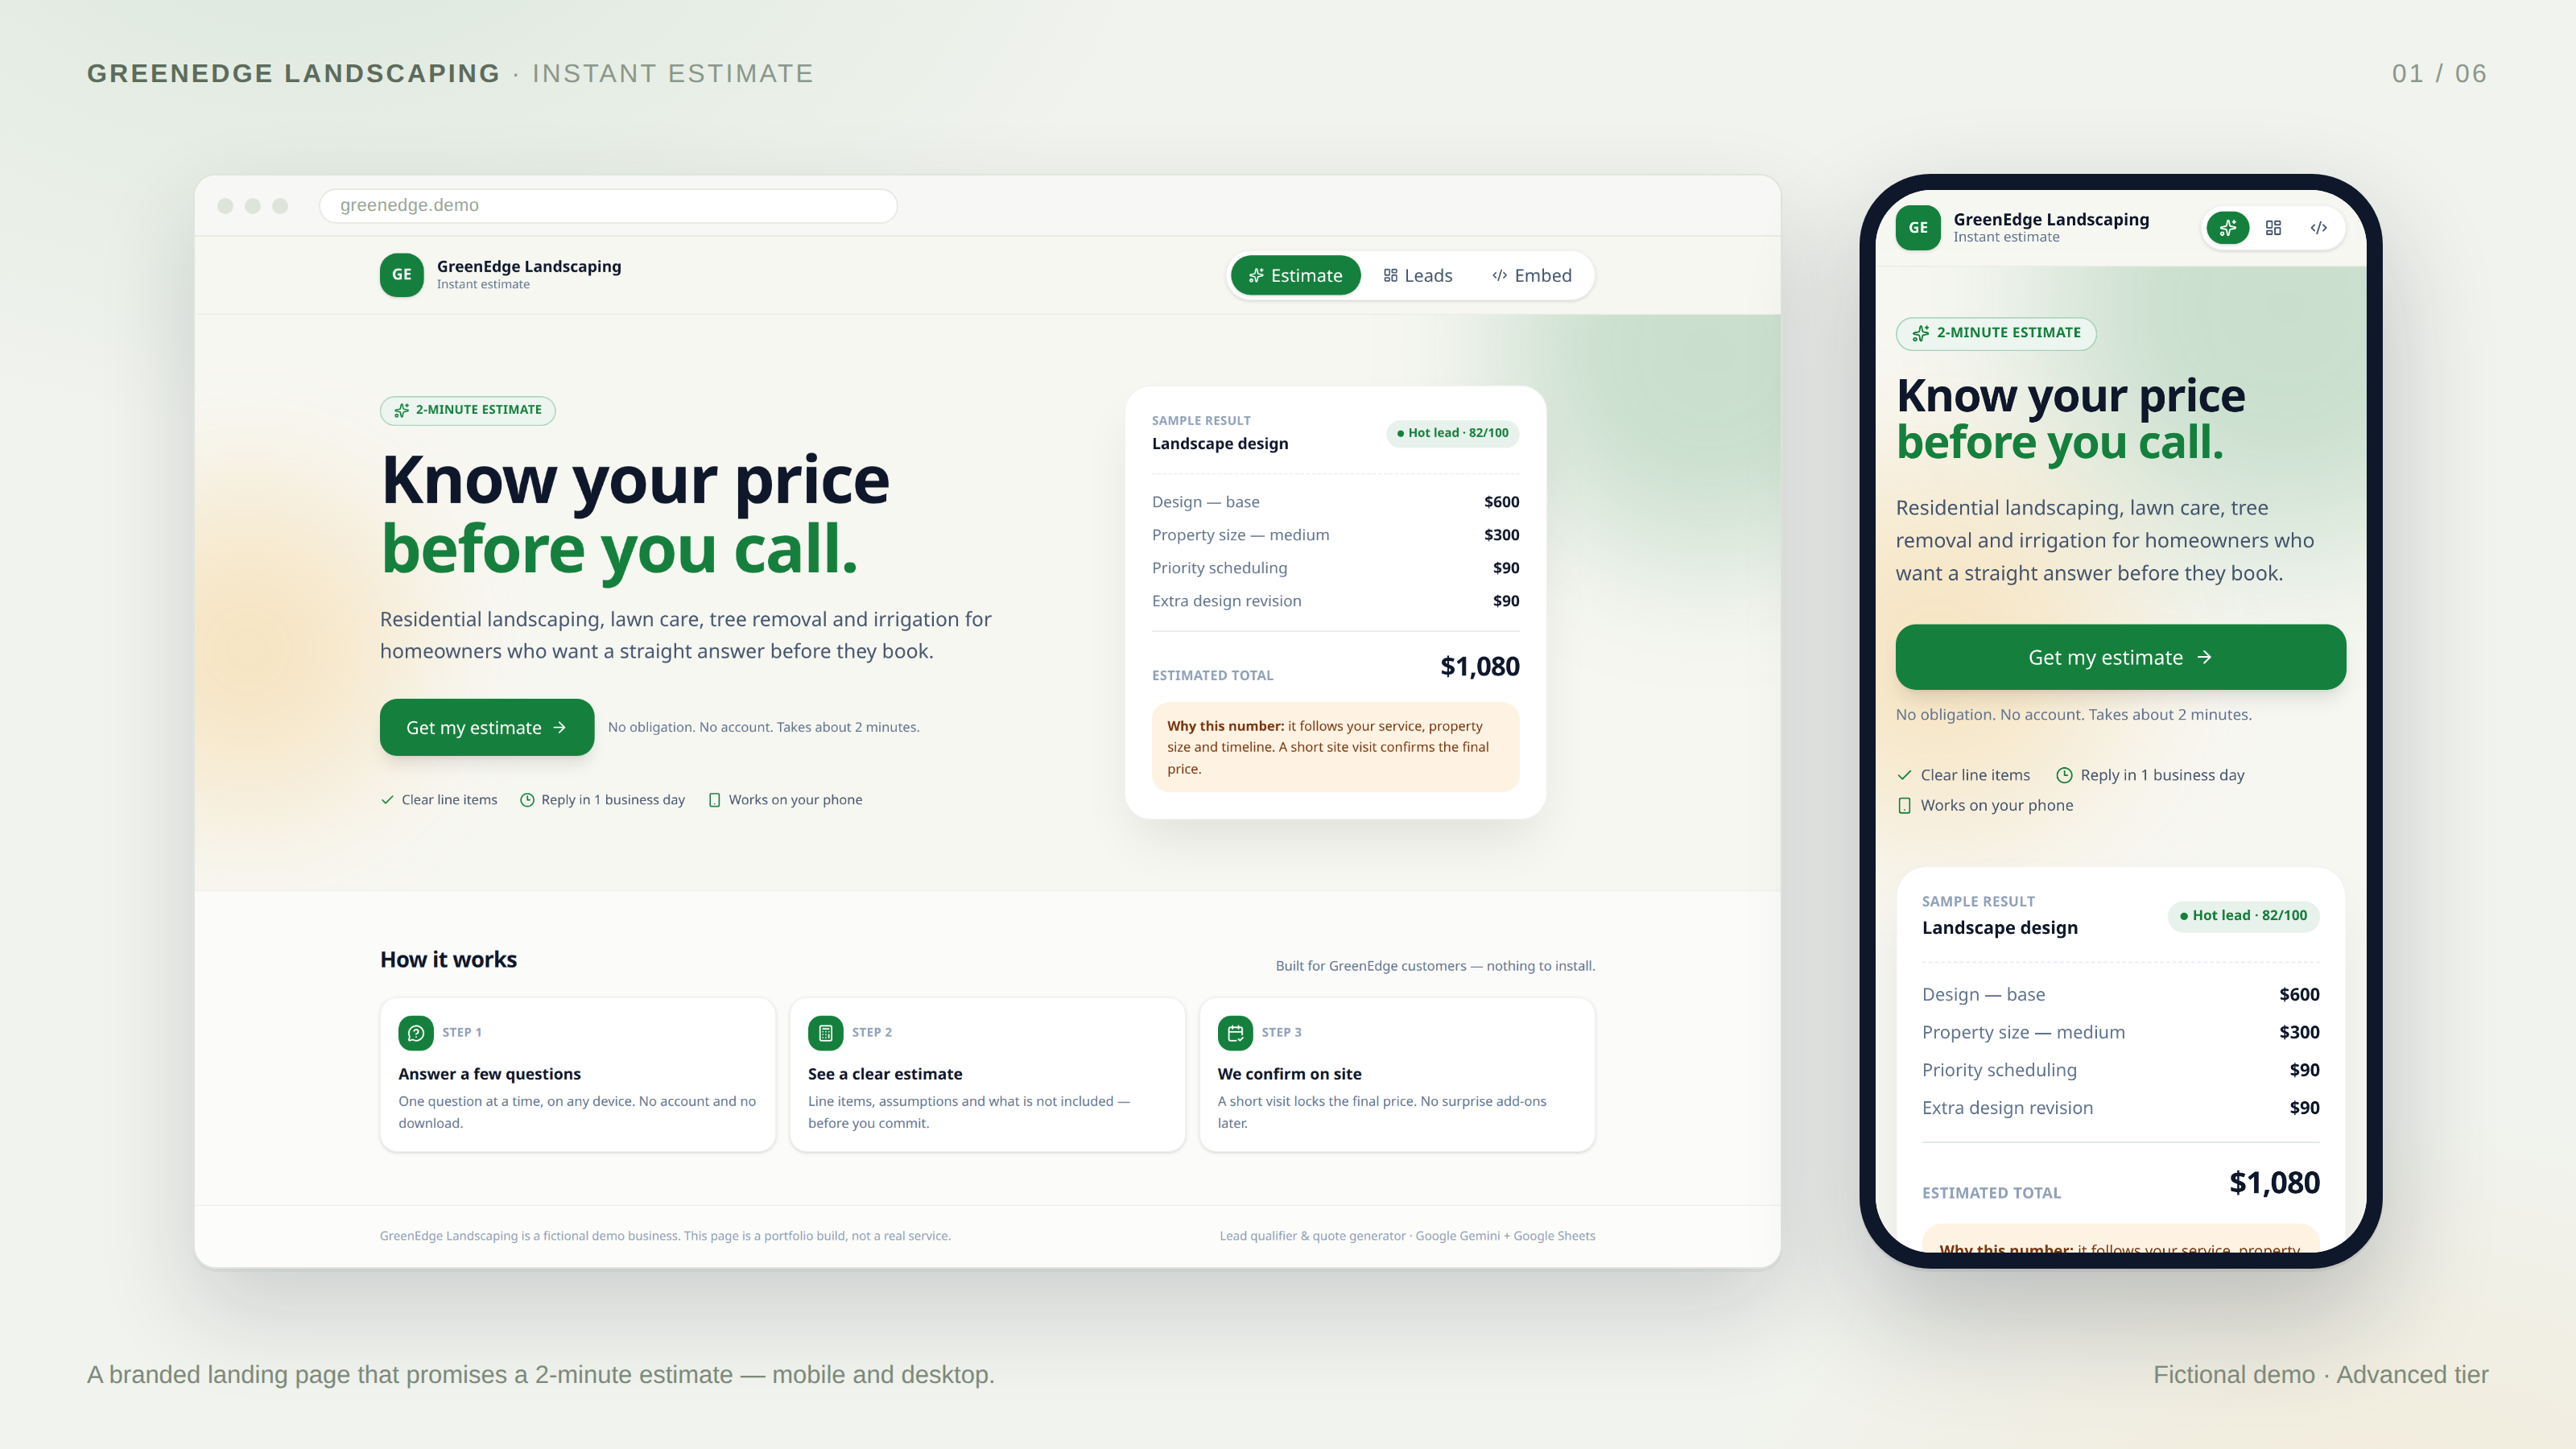 GREENEDGE LANDSCAPING · INSTANT ESTIMATE
01 / 06
greenedge.demo
GE
GreenEdge Landscaping
Instant estimate
Estimate
Leads
Embed
2-MINUTE ESTIMATE
Know your price
before you call.
Residential landscaping, lawn care, tree removal and irrigation for
homeowners who want a straight answer before they book.
Get my estimate →
No obligation. No account. Takes about 2 minutes.
Clear line items
Reply in 1 business day
Works on your phone
SAMPLE RESULT
Landscape design
Hot lead · 82/100
Design — base $600
Property size — medium $300
Priority scheduling $90
Extra design revision $90
ESTIMATED TOTAL $1,080
Why this number: it follows your service, property
size and timeline. A short site visit confirms the final
price.
How it works
Built for GreenEdge customers — nothing to install.
STEP 1
Answer a few questions
One question at a time, on any device. No account and no
download.
STEP 2
See a clear estimate
Line items, assumptions and what is not included —
before you commit.
STEP 3
We confirm on site
A short visit locks the final price. No surprise add-ons
later.
GreenEdge Landscaping is a fictional demo business. This page is a portfolio build, not a real service.
Lead qualifier & quote generator · Google Gemini + Google Sheets
GE
GreenEdge Landscaping
Instant estimate
2-MINUTE ESTIMATE
Know your price
before you call.
Residential landscaping, lawn care, tree
removal and irrigation for homeowners who
want a straight answer before they book.
Get my estimate →
No obligation. No account. Takes about 2 minutes.
Clear line items
Reply in 1 business day
Works on your phone
SAMPLE RESULT
Landscape design
Hot lead · 82/100
Design — base $600
Property size — medium $300
Priority scheduling $90
Extra design revision $90
ESTIMATED TOTAL $1,080
Why this number: it follows your service, property
A branded landing page that promises a 2-minute estimate — mobile and desktop.
Fictional demo · Advanced tier